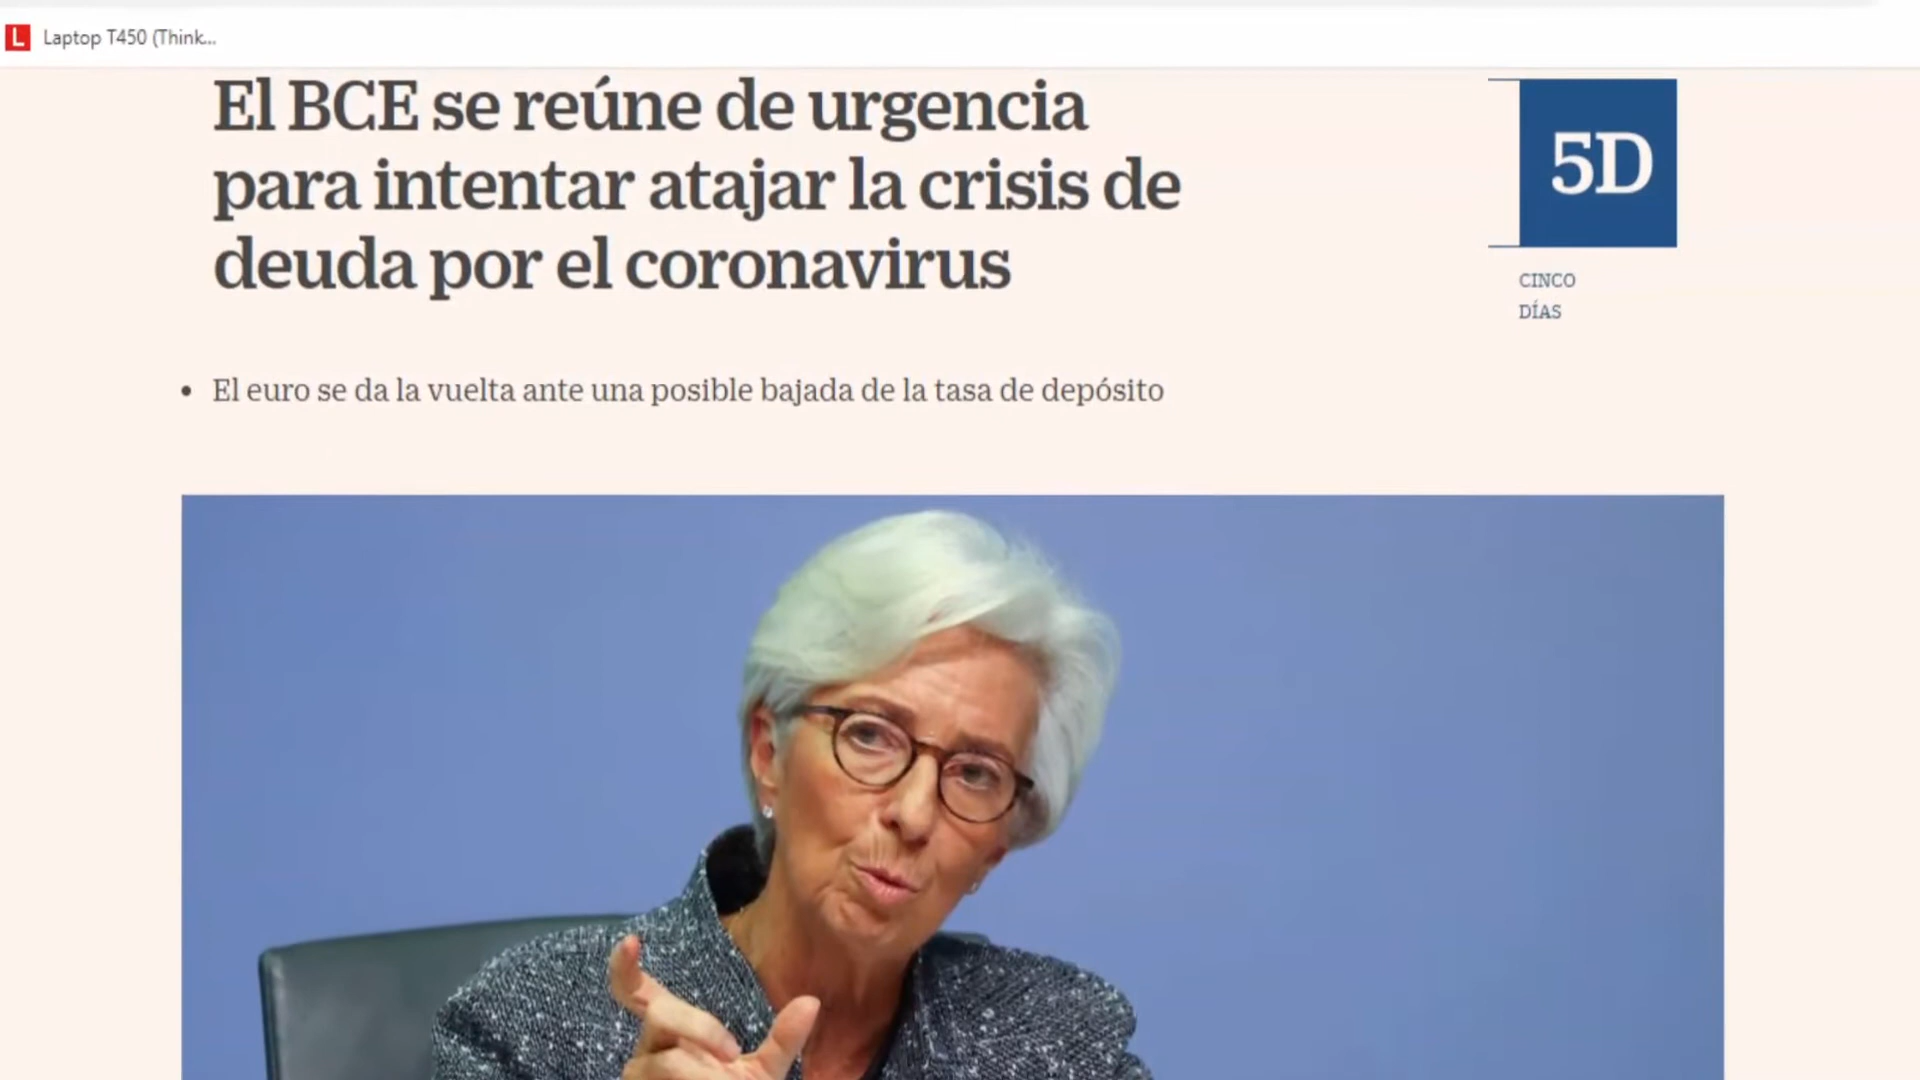 Laptop T450 (Think...
El BCE se reúne de urgencia
para intentar atajar la crisis de
deuda por el coronavirus
5D
CINCO
DÍAS
• El euro se da la vuelta ante una posible bajada de la tasa de depósito